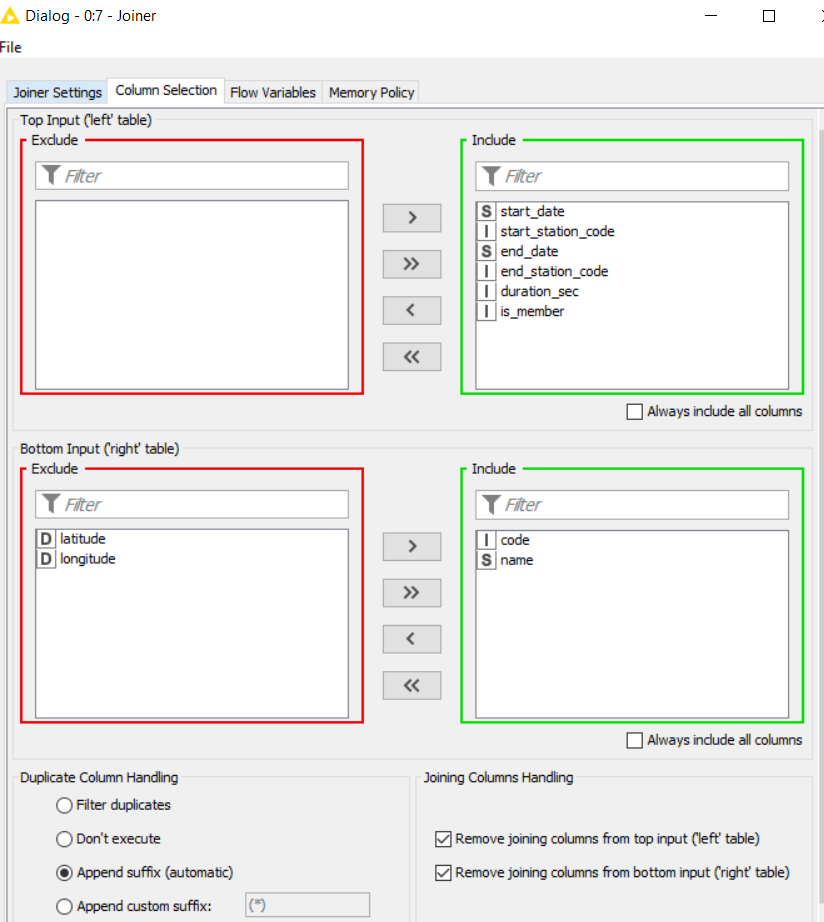 Dialog - 0:7 - Joiner
File
Joiner Settings Column Selection Flow Variables Memory Policy
Top Input ('left' table)
Exclude Include
Filter Filter
S start_date
I start_station_code
S end_date
I end_station_code
I duration_sec
I is_member
> 
>>
<
<<
Always include all columns
Bottom Input ('right' table)
Exclude Include
Filter Filter
D latitude
D longitude
I code
S name
>
>>
<
<<
Always include all columns
Duplicate Column Handling
Filter duplicates
Don't execute
Append suffix (automatic)
Append custom suffix: (*)
Joining Columns Handling
Remove joining columns from top input ('left' table)
Remove joining columns from bottom input ('right' table)